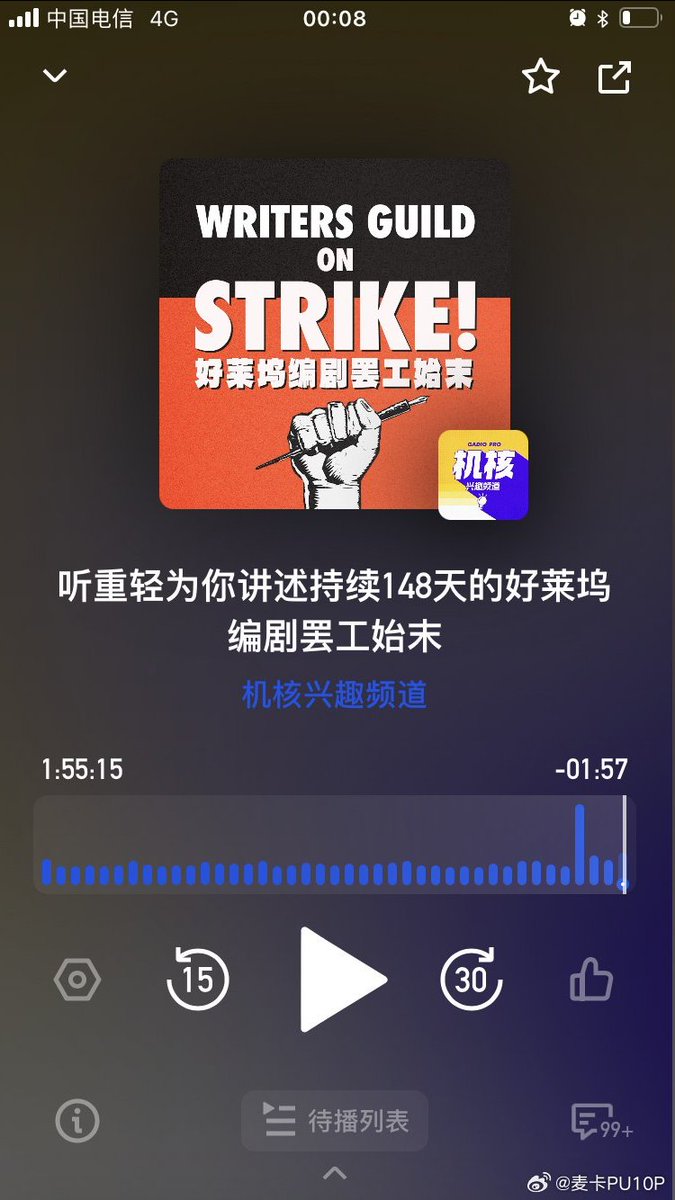 中国电信 4G 00:08
WRITERS GUILD
ON
STRIKE!
好莱坞编剧罢工始末
GADIO PRO
机核
兴趣频道
听重轻为你讲述持续148天的好莱坞
编剧罢工始末
机核兴趣频道
1:55:15 -01:57
15 30
待播列表 99+
@麦卡PU10P